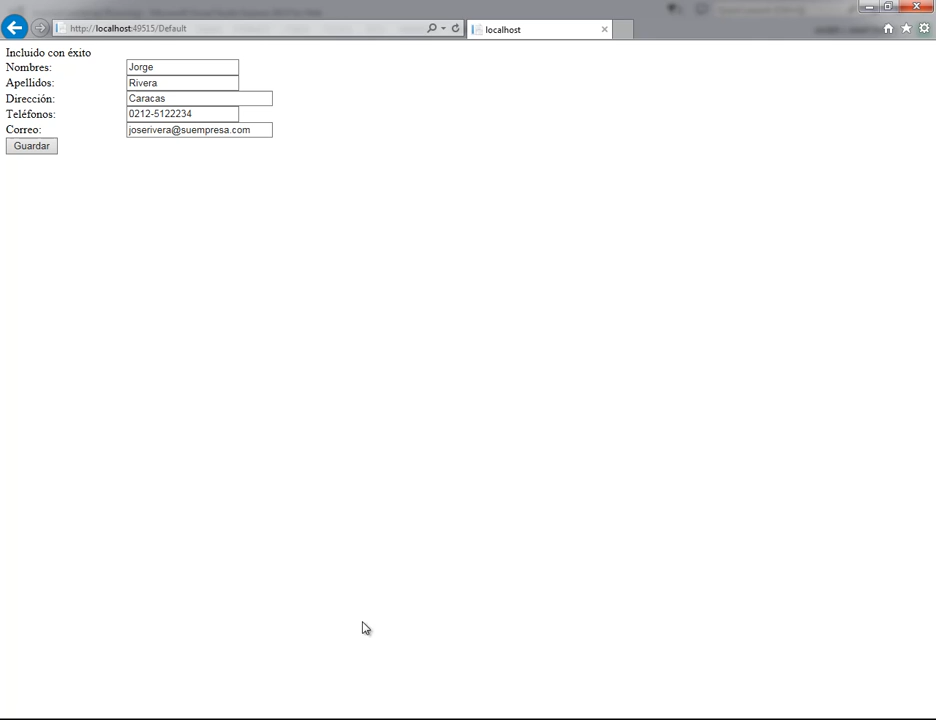 http://localhost:49515/Default
localhost
Incluido con éxito
Nombres: Jorge
Apellidos: Rivera
Dirección: Caracas
Teléfonos: 0212-5122234
Correo: joserivera@suempresa.com
Guardar